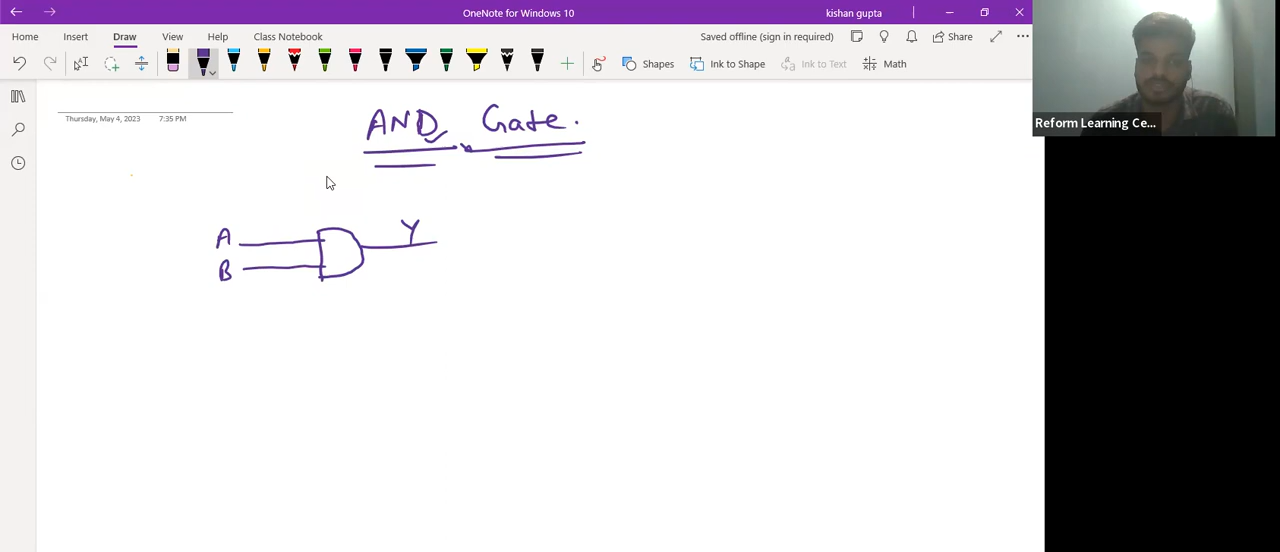 OneNote for Windows 10
kishan gupta
Home Insert Draw View Help Class Notebook
Saved offline (sign in required)
Share
Shapes
Ink to Shape
Ink to Text
Math
Thursday, May 4, 2023 7:35 PM
AND Gate.
A
B
Y
Reform Learning Ce...